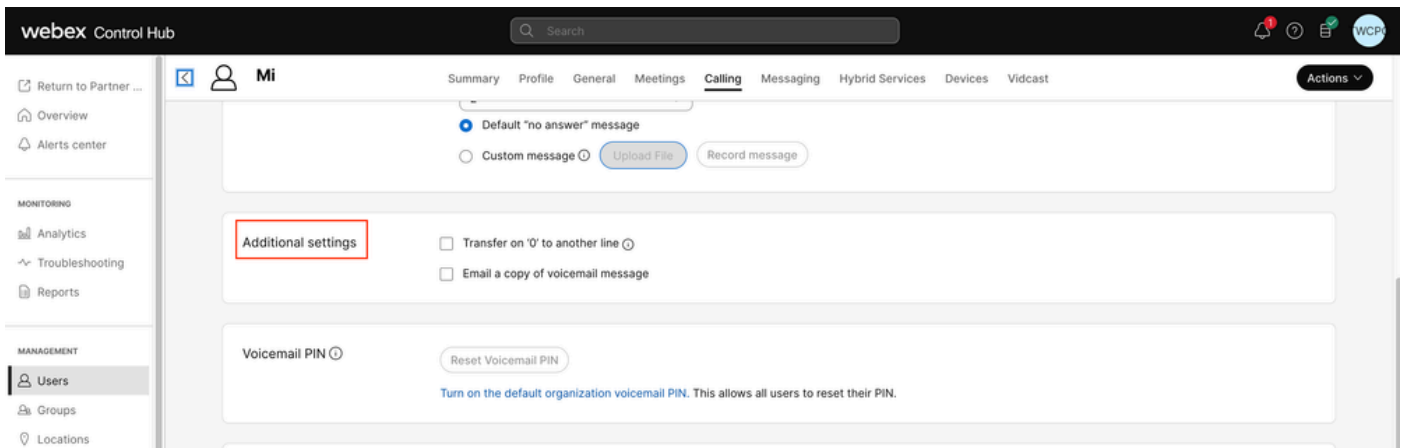 webex Control Hub
Search
1
WCPO
Return to Partner ...
Overview
Alerts center
MONITORING
Analytics
Troubleshooting
Reports
MANAGEMENT
Users
Groups
Locations
Mi
Summary Profile General Meetings Calling Messaging Hybrid Services Devices Vidcast
Actions
Default "no answer" message
Custom message Upload File Record message
Additional settings
Transfer on '0' to another line
Email a copy of voicemail message
Voicemail PIN
Reset Voicemail PIN
Turn on the default organization voicemail PIN. This allows all users to reset their PIN.